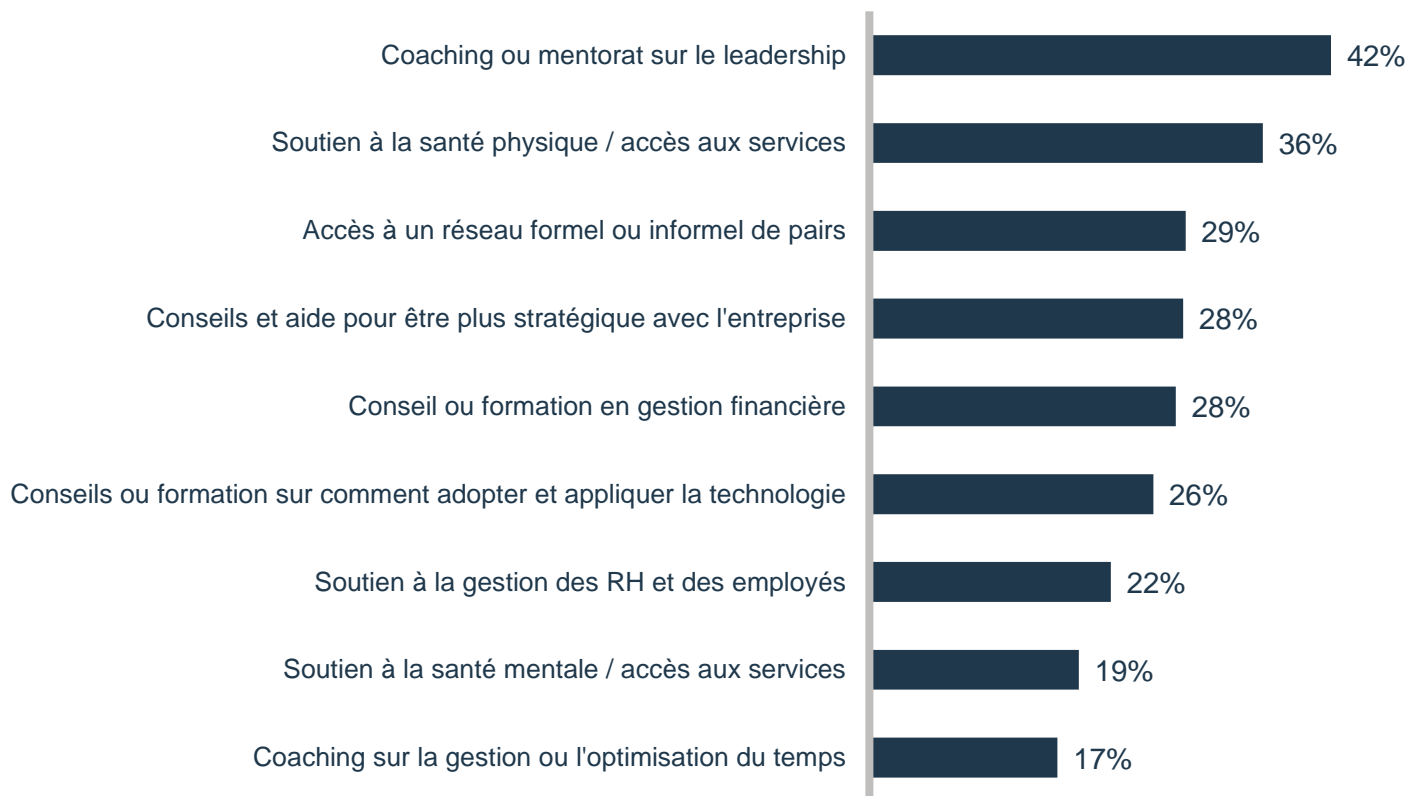 Coaching ou mentorat sur le leadership 42%
Soutien à la santé physique / accès aux services 36%
Accès à un réseau formel ou informel de pairs 29%
Conseils et aide pour être plus stratégique avec l'entreprise 28%
Conseil ou formation en gestion financière 28%
Conseils ou formation sur comment adopter et appliquer la technologie 26%
Soutien à la gestion des RH et des employés 22%
Soutien à la santé mentale / accès aux services 19%
Coaching sur la gestion ou l'optimisation du temps 17%